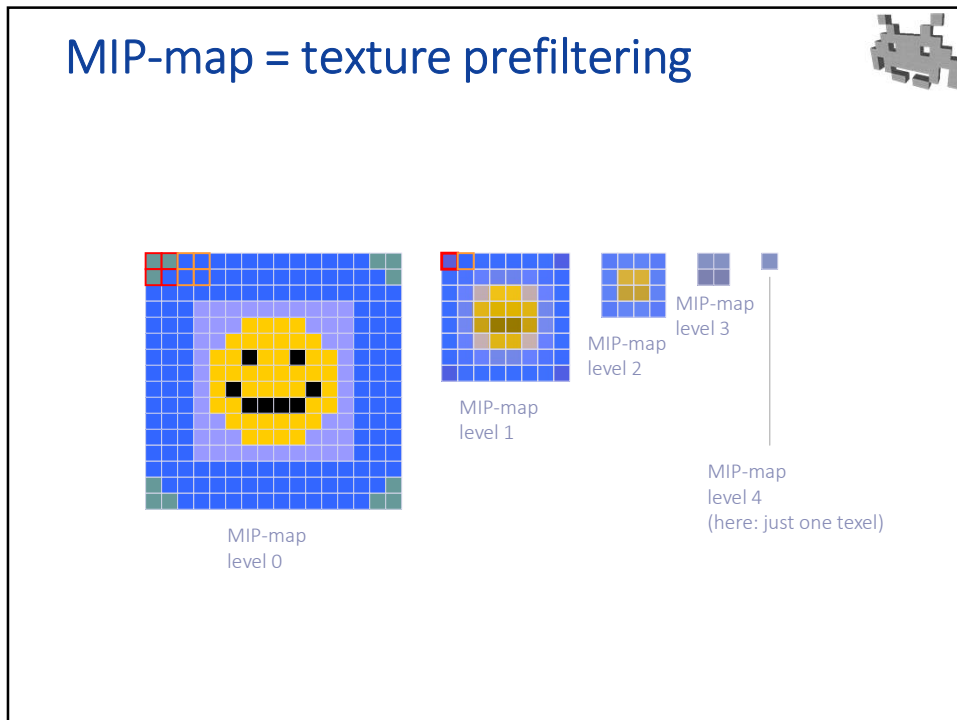 MIP-map = texture prefiltering
MIP-map
level 0
MIP-map
level 1
MIP-map
level 2
MIP-map
level 3
MIP-map
level 4
(here: just one texel)